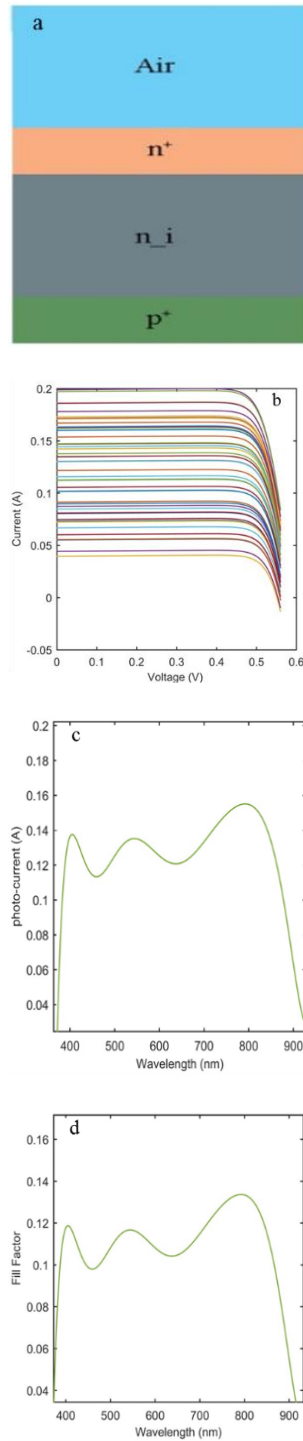 a
Air
n⁺
n_i
p⁺
b
0.2
0.15
0.1
0.05
0
-0.05
Current (A)
0 0.1 0.2 0.3 0.4 0.5 0.6
Voltage (V)
c
0.2
0.18
0.16
0.14
0.12
0.1
0.08
0.06
0.04
photo-current (A)
400 500 600 700 800 900
Wavelength (nm)
d
0.16
0.14
0.12
0.1
0.08
0.06
0.04
Fill Factor
400 500 600 700 800 900
Wavelength (nm)